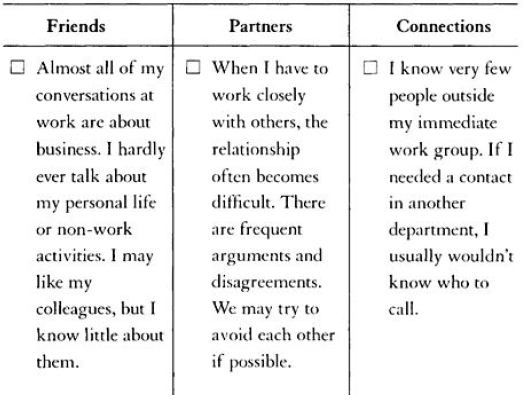 Friends
Partners
Connections
☐ Almost all of my
conversations at
work are about
business. I hardly
ever talk about
my personal life
or non-work
activities. I may
like my
colleagues, but I
know little about
them.
☐ When I have to
work closely
with others, the
relationship
often becomes
difficult. There
are frequent
arguments and
disagreements.
We may try to
avoid each other
if possible.
☐ I know very few
people outside
my immediate
work group. If I
needed a contact
in another
department, I
usually wouldn't
know who to
call.